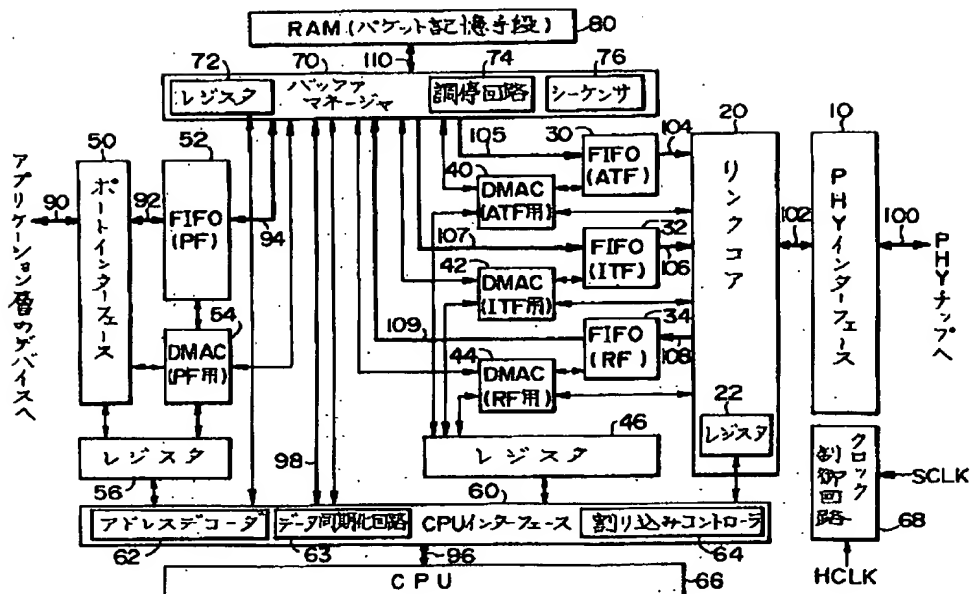 RAM(パケット記憶手段)
80
72
70
110
74
76
レジスタ
バッファ
マネージャ
調停回路
シーケンサ
50
52
30
104
20
10
105
40
FIFO
(ATF)
アプリケーション層のデバイスへ
90
ポートインターフェース
92
FIFO
(PF)
94
DMAC
(ATF用)
リンクコア
102
PHYインターフェース
100
PHYチップへ
107
32
42
FIFO
(ITF)
106
DMAC
(ITF用)
54
109
34
DMAC
(PF用)
44
FIFO
(RF)
108
DMAC
(RF用)
46
22
レジスタ
レジスタ
レジスタ
クロック
制御回路
SCLK
56
98
60
68
アドレスデコーダ
データ同期化回路
CPUインターフェース
割り込みコントローラ
62
63
96
64
HCLK
CPU
66